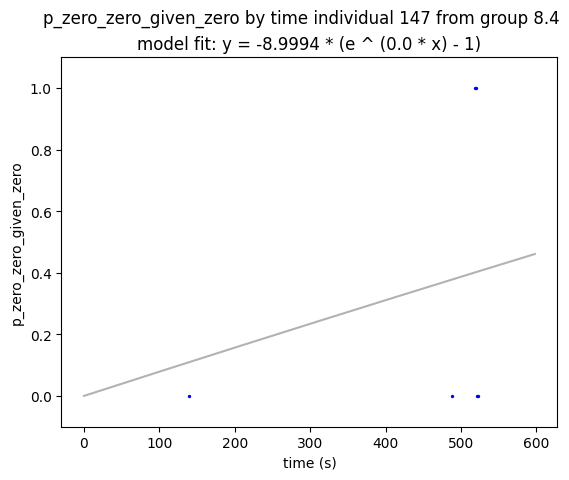 p_zero_zero_given_zero by time individual 147 from group 8.4
model fit: y = -8.9994 * (e ^ (0.0 * x) - 1)
1.0
0.8
0.6
0.4
0.2
0.0
p_zero_zero_given_zero
0 100 200 300 400 500 600
time (s)